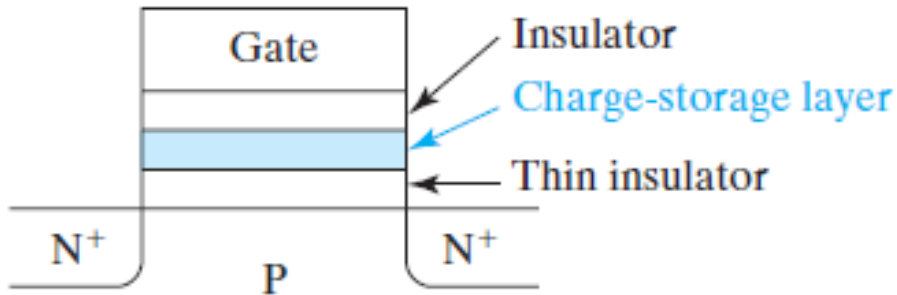 Gate
Insulator
Charge-storage layer
Thin insulator
N+
P
N+